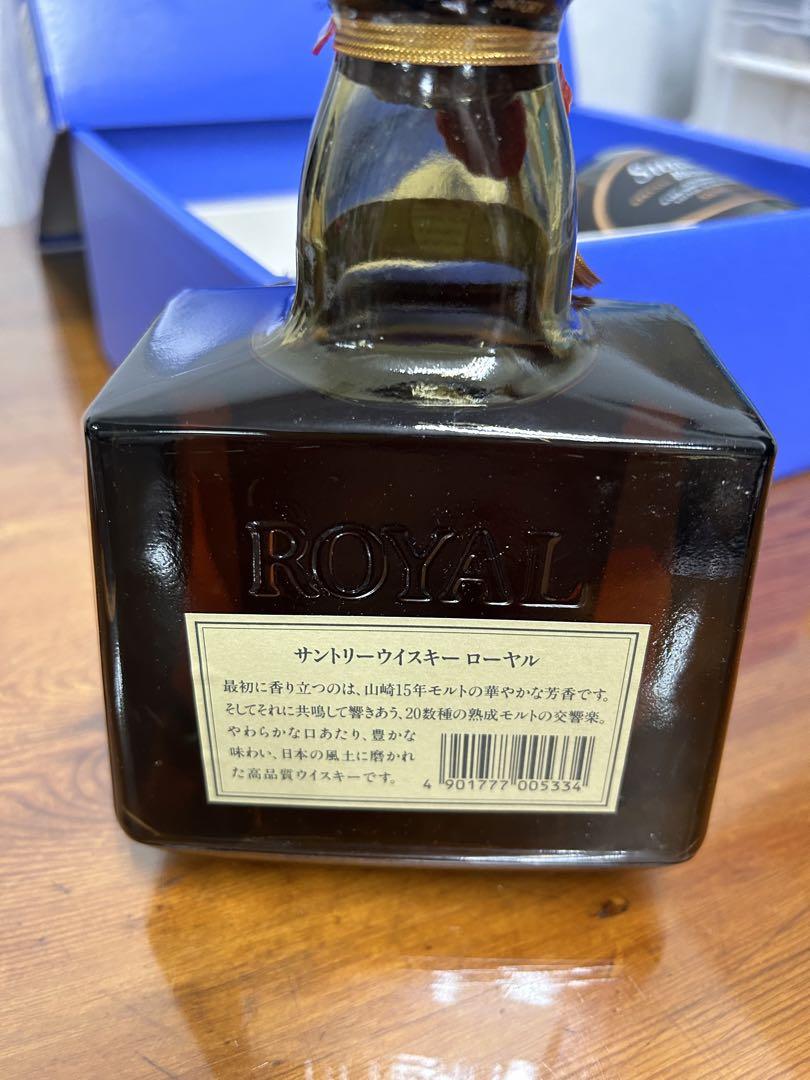 ROYAL
サントリーウイスキー ローヤル
最初に香り立つのは、山崎15年モルトの華やかな芳香です。
そしてそれに共鳴して響きあう、20数種の熟成モルトの交響楽。
やわらかな口あたり、豊かな
味わい、日本の風土に磨かれ
た高品質ウイスキーです。
4 901777 005334